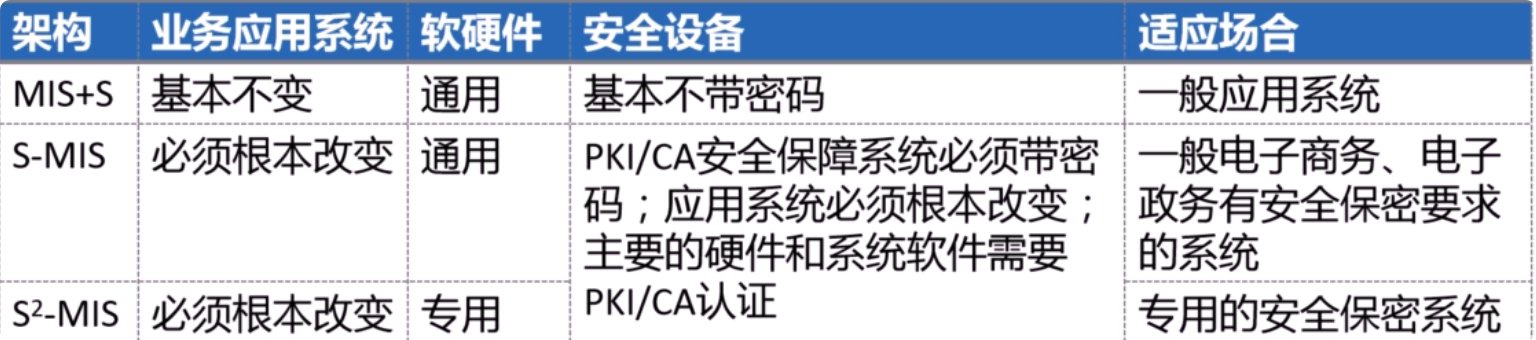 架构 业务应用系统 软硬件 安全设备 适应场合
MIS+S 基本不变 通用 基本不带密码 一般应用系统
S-MIS 必须根本改变 通用 PKI/CA安全保障系统必须带密 一般电子商务、电子
码；应用系统必须根本改变； 政务有安全保密要求
主要的硬件和系统软件需要 的系统
PKI/CA认证
S²-MIS 必须根本改变 专用 专用的安全保密系统